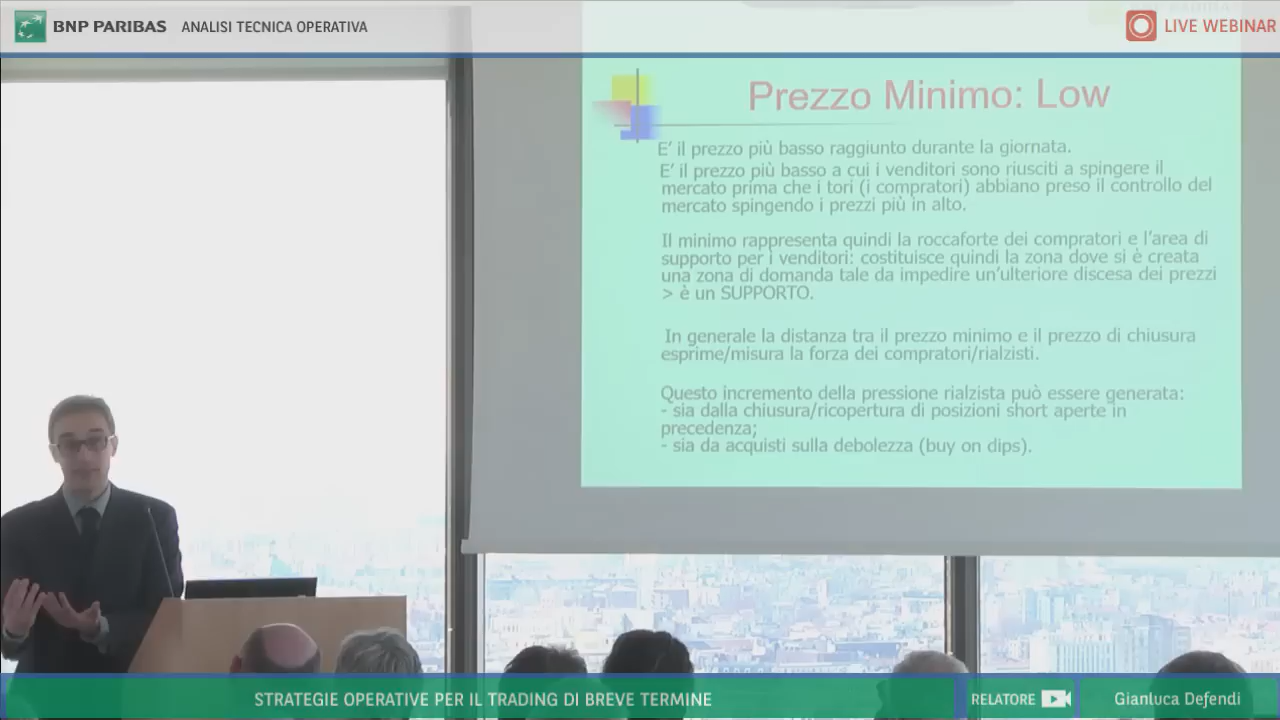 BNP PARIBAS ANALISI TECNICA OPERATIVA
LIVE WEBINAR
Prezzo Minimo: Low
E' il prezzo più basso raggiunto durante la giornata.
E' il prezzo più basso a cui i venditori sono riusciti a spingere il
mercato prima che i tori (i compratori) abbiano preso il controllo del
mercato spingendo i prezzi più in alto.
Il minimo rappresenta quindi la roccaforte dei compratori e l'area di
supporto per i venditori: costituisce quindi la zona dove si è creata
una zona di domanda tale da impedire un'ulteriore discesa dei prezzi
> è un SUPPORTO.
In generale la distanza tra il prezzo minimo e il prezzo di chiusura
esprime/misura la forza dei compratori/rialzisti.
Questo incremento della pressione rialzista può essere generata:
- sia dalla chiusura/ricopertura di posizioni short aperte in
precedenza;
- sia da acquisti sulla debolezza (buy on dips).
STRATEGIE OPERATIVE PER IL TRADING DI BREVE TERMINE
RELATORE
Gianluca Defendi